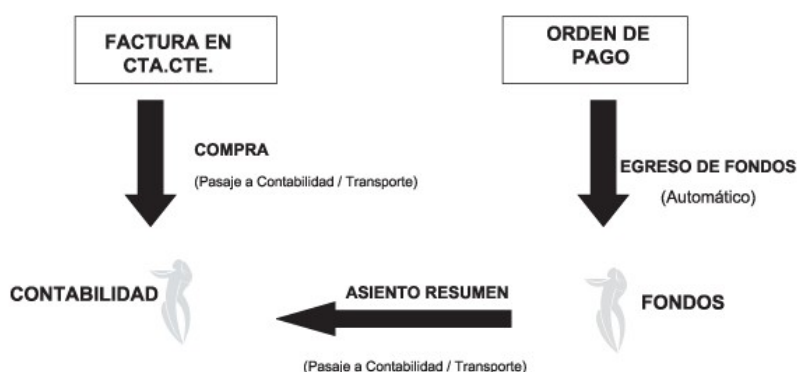 FACTURA EN
CTA.CTE.
ORDEN DE
PAGO
COMPRA
(Pasaje a Contabilidad / Transporte)
EGRESO DE FONDOS
(Automático)
CONTABILIDAD
ASIENTO RESUMEN
FONDOS
(Pasaje a Contabilidad / Transporte)